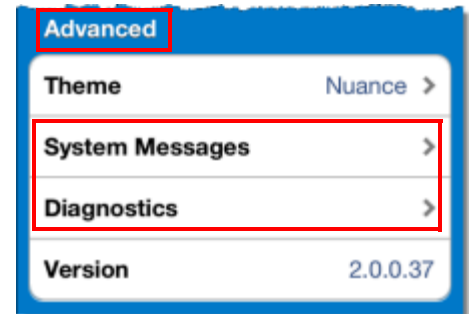 Advanced
Theme Nuance >
System Messages >
Diagnostics >
Version 2.0.0.37